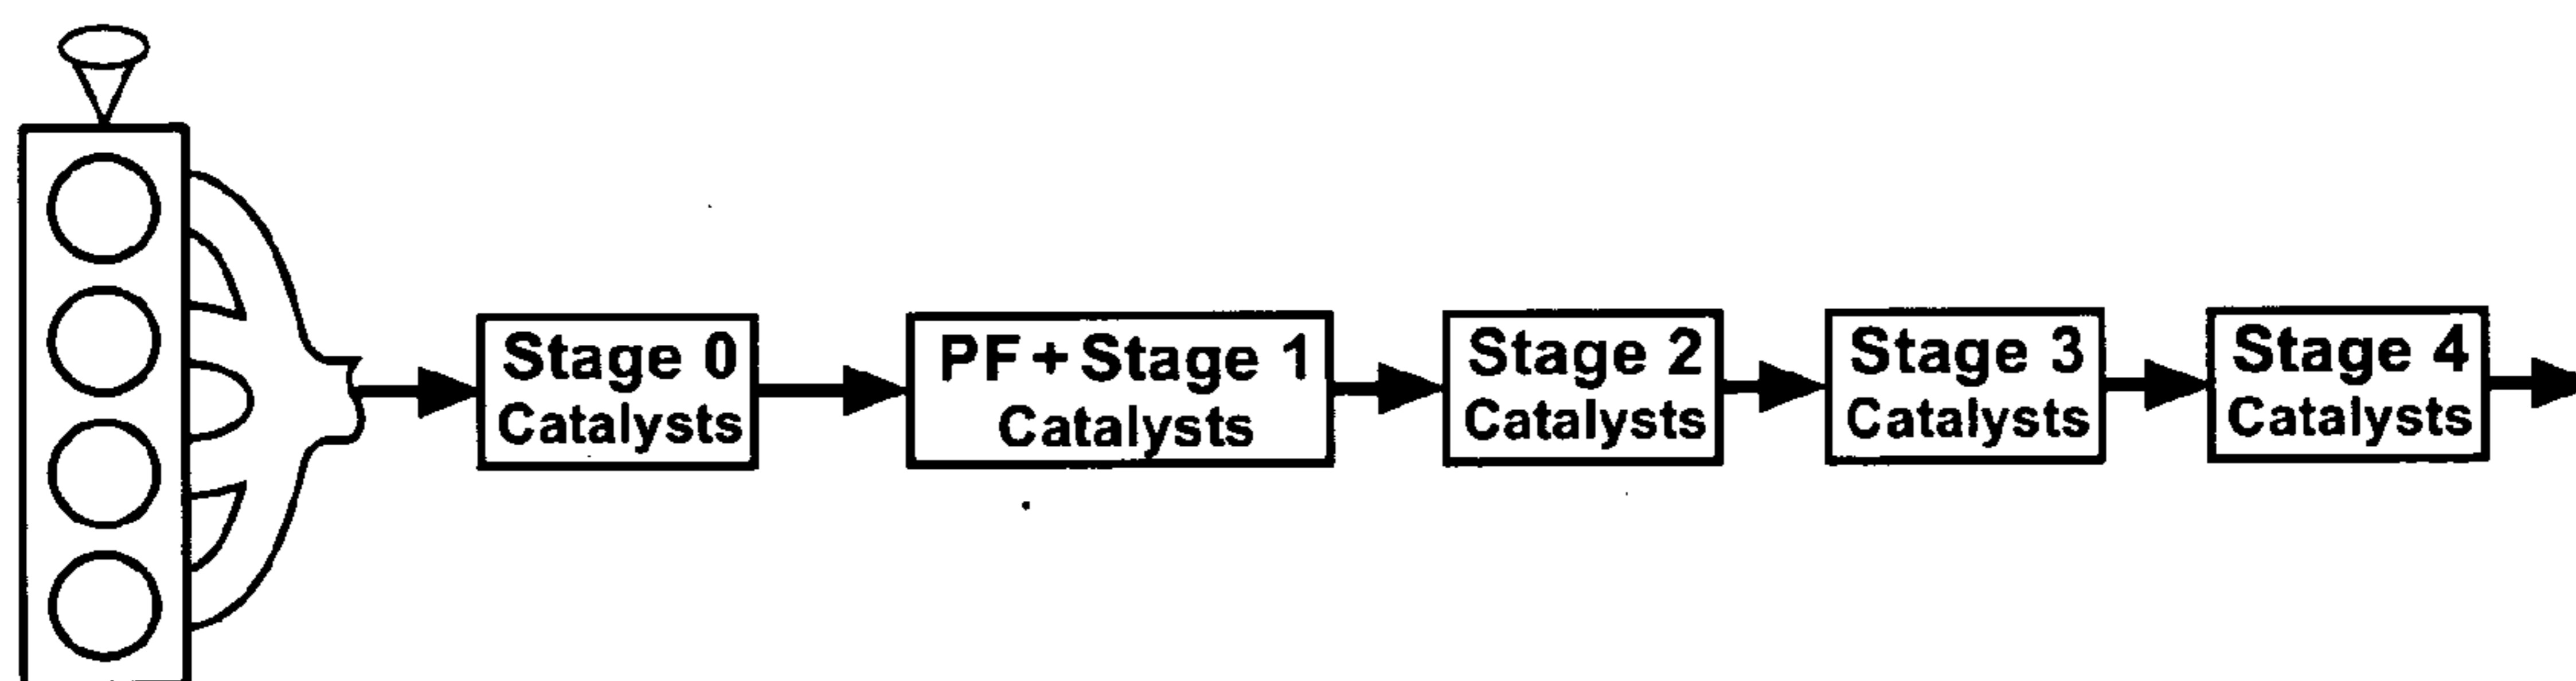 Stage 0
Catalysts
PF + Stage 1
Catalysts
Stage 2
Catalysts
Stage 3
Catalysts
Stage 4
Catalysts